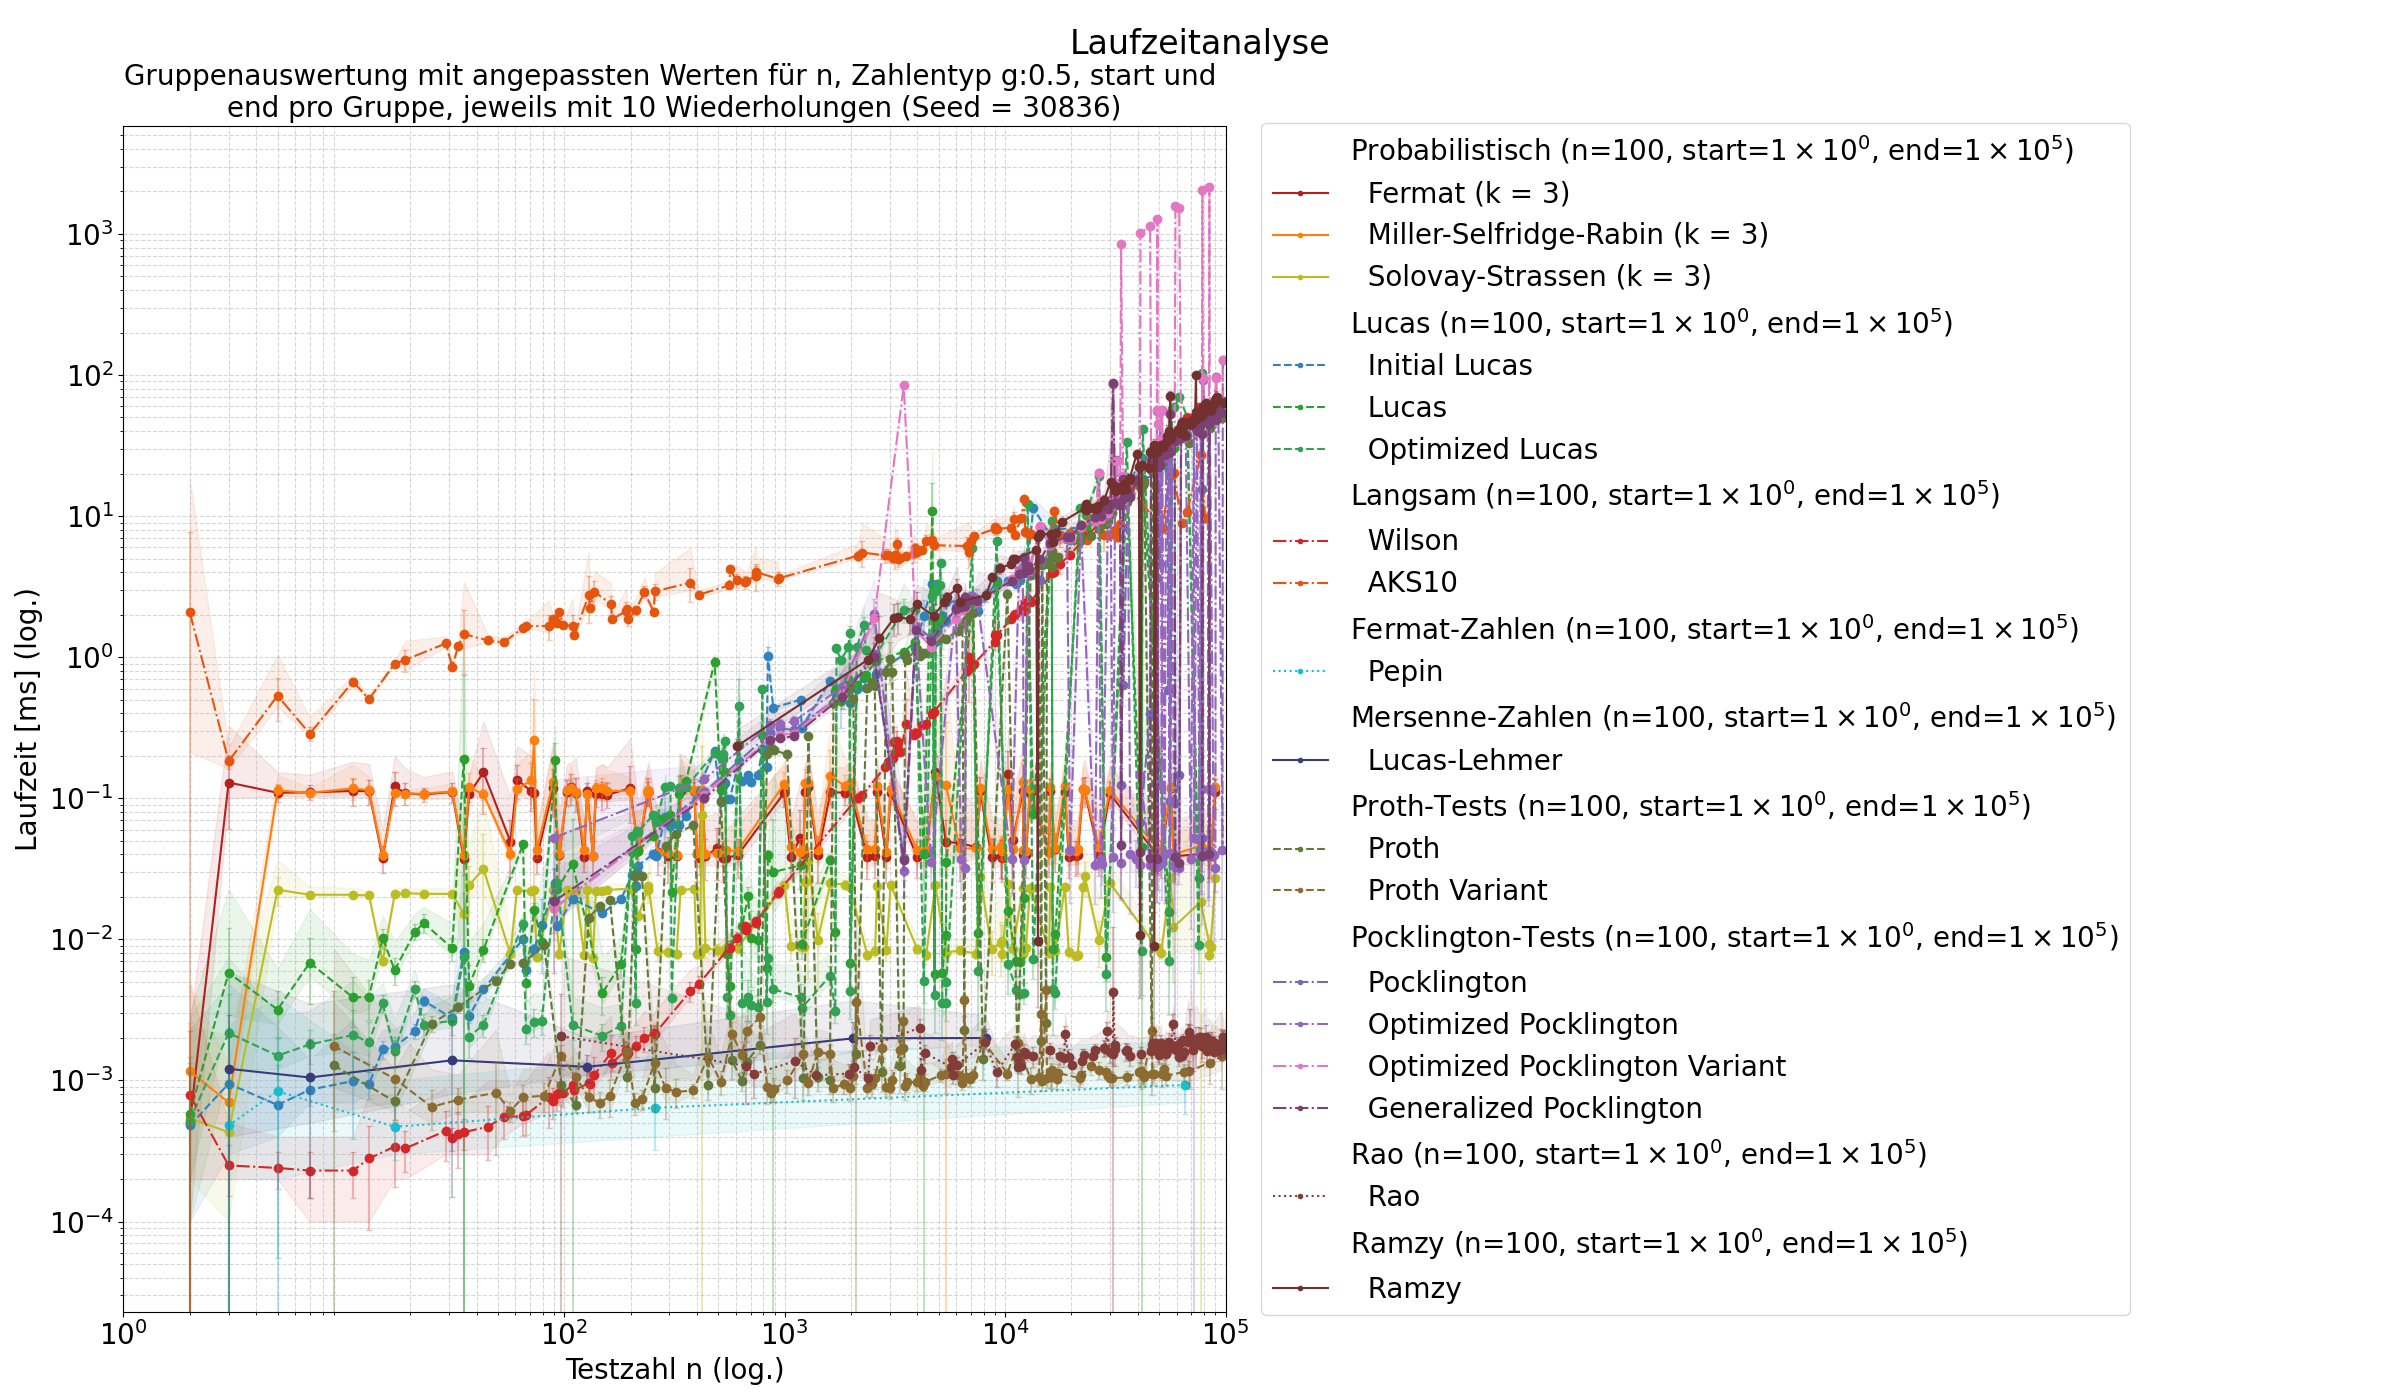 Laufzeitanalyse
Gruppenauswertung mit angepassten Werten für n, Zahlentyp g:0.5, start und
end pro Gruppe, jeweils mit 10 Wiederholungen (Seed = 30836)
Laufzeit [ms] (log.)
10³
10²
10¹
10⁰
10⁻¹
10⁻²
10⁻³
10⁻⁴
10⁰ 10² 10³ 10⁴ 10⁵
Testzahl n (log.)
Probabilistisch (n=100, start=1 × 10⁰, end=1 × 10⁵)
Fermat (k = 3)
Miller-Selfridge-Rabin (k = 3)
Solovay-Strassen (k = 3)
Lucas (n=100, start=1 × 10⁰, end=1 × 10⁵)
Initial Lucas
Lucas
Optimized Lucas
Langsam (n=100, start=1 × 10⁰, end=1 × 10⁵)
Wilson
AKS10
Fermat-Zahlen (n=100, start=1 × 10⁰, end=1 × 10⁵)
Pepin
Mersenne-Zahlen (n=100, start=1 × 10⁰, end=1 × 10⁵)
Lucas-Lehmer
Proth-Tests (n=100, start=1 × 10⁰, end=1 × 10⁵)
Proth
Proth Variant
Pocklington-Tests (n=100, start=1 × 10⁰, end=1 × 10⁵)
Pocklington
Optimized Pocklington
Optimized Pocklington Variant
Generalized Pocklington
Rao (n=100, start=1 × 10⁰, end=1 × 10⁵)
Rao
Ramzy (n=100, start=1 × 10⁰, end=1 × 10⁵)
Ramzy